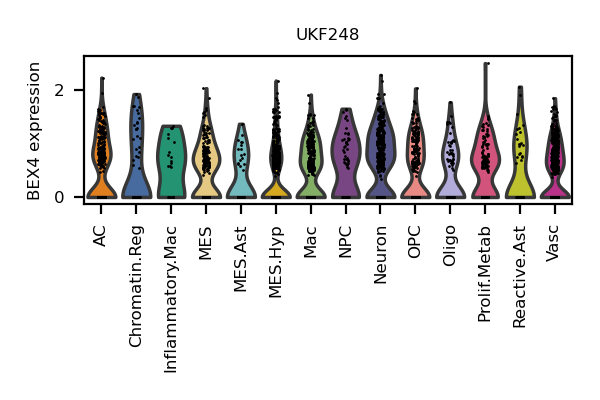 UKF248
BEX4 expression
2
0
AC
Chromatin.Reg
Inflammatory.Mac
MES
MES.Ast
MES.Hyp
Mac
NPC
Neuron
OPC
Oligo
Prolif.Metab
Reactive.Ast
Vasc